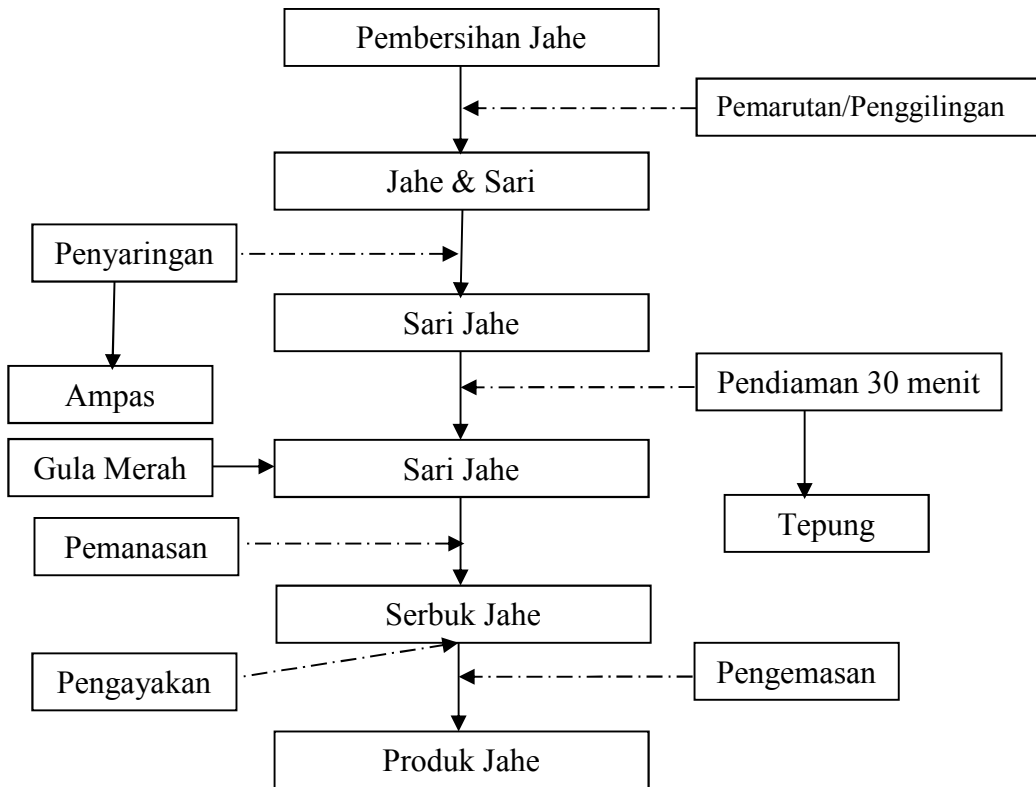 Pembersihan Jahe
Pemarutan/Penggilingan
Jahe & Sari
Penyaringan
Sari Jahe
Ampas
Pendiaman 30 menit
Gula Merah
Sari Jahe
Tepung
Pemanasan
Serbuk Jahe
Pengayakan
Pengemasan
Produk Jahe